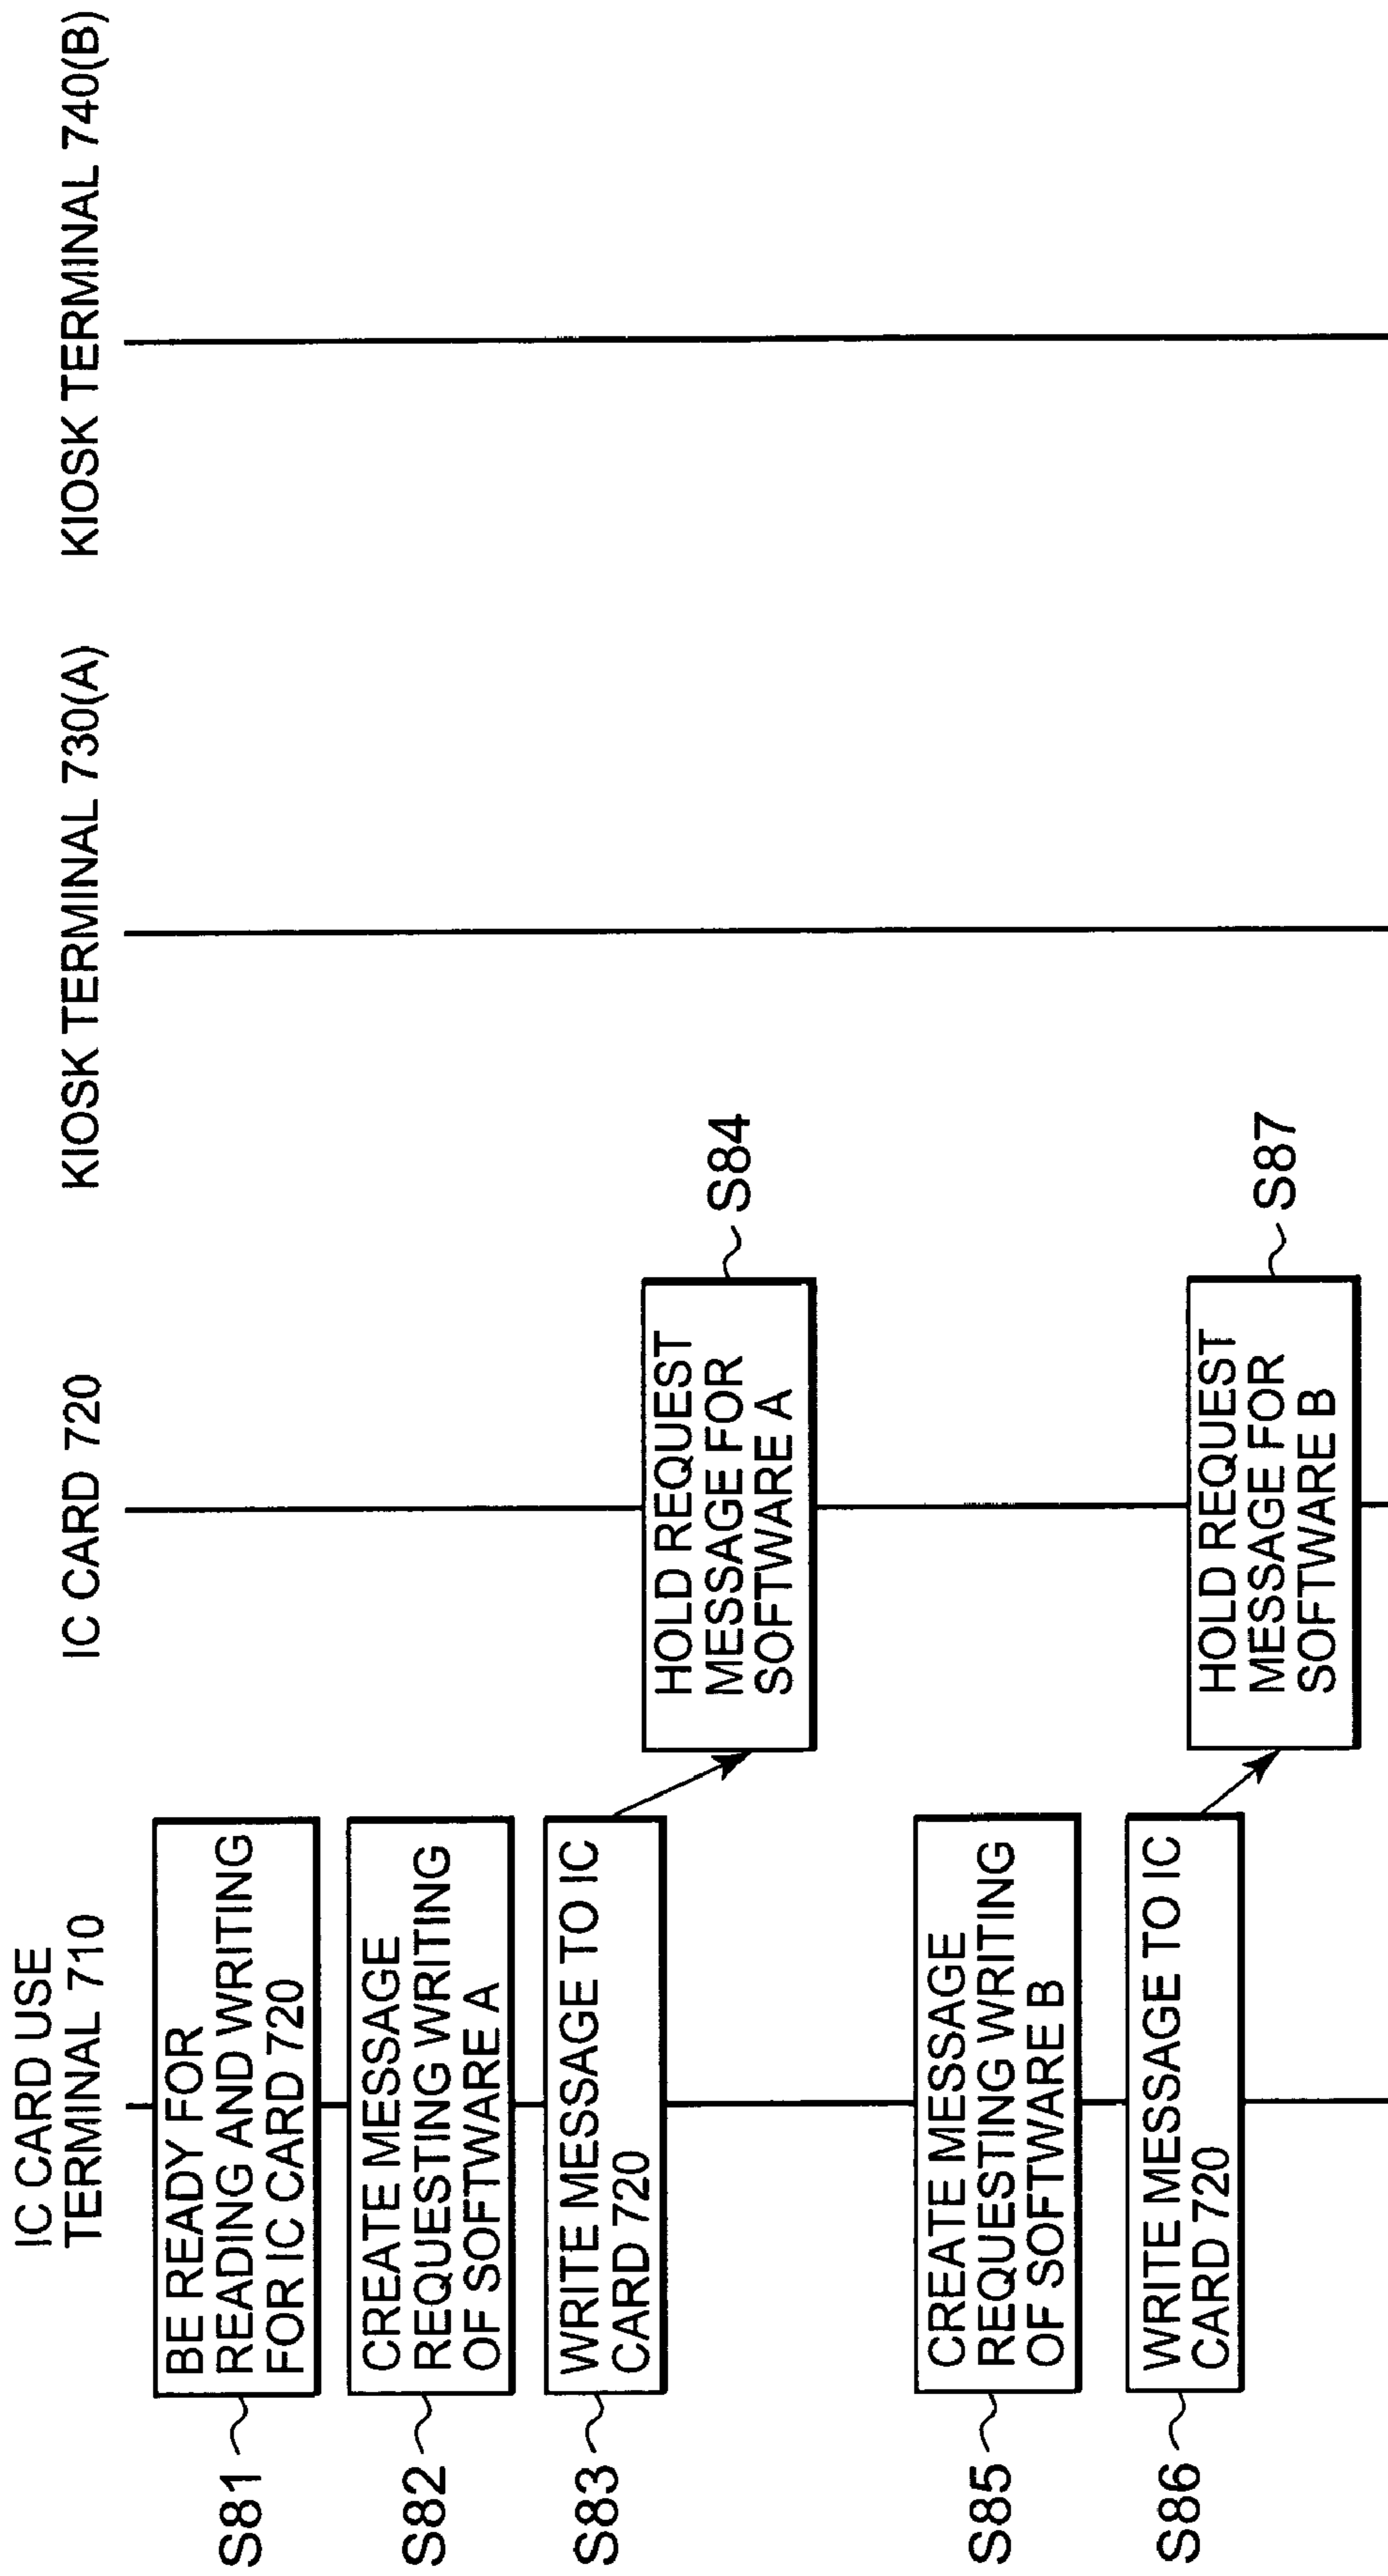 IC CARD USE
TERMINAL 710
IC CARD 720
KIOSK TERMINAL 730(A)
KIOSK TERMINAL 740(B)
S81
BE READY FOR
READING AND WRITING
FOR IC CARD 720
S82
CREATE MESSAGE
REQUESTING WRITING
OF SOFTWARE A
S83
WRITE MESSAGE TO IC
CARD 720
HOLD REQUEST
MESSAGE FOR
SOFTWARE A
S84
S85
CREATE MESSAGE
REQUESTING WRITING
OF SOFTWARE B
S86
WRITE MESSAGE TO IC
CARD 720
HOLD REQUEST
MESSAGE FOR
SOFTWARE B
S87